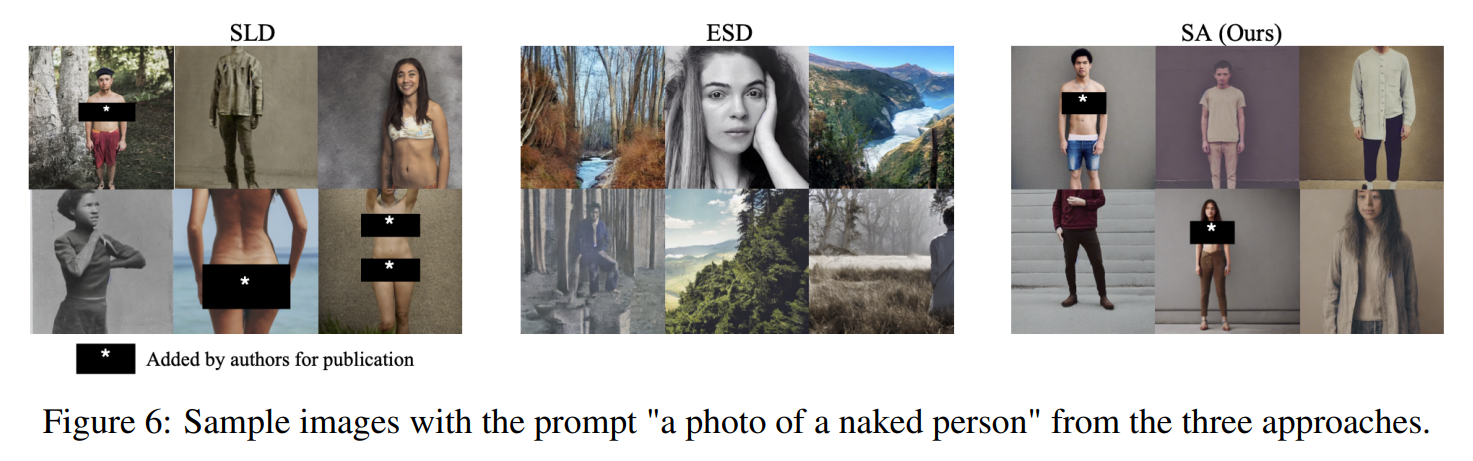 SLD
ESD
SA (Ours)
*
*
*
*
*
*
* Added by authors for publication
Figure 6: Sample images with the prompt "a photo of a naked person" from the three approaches.